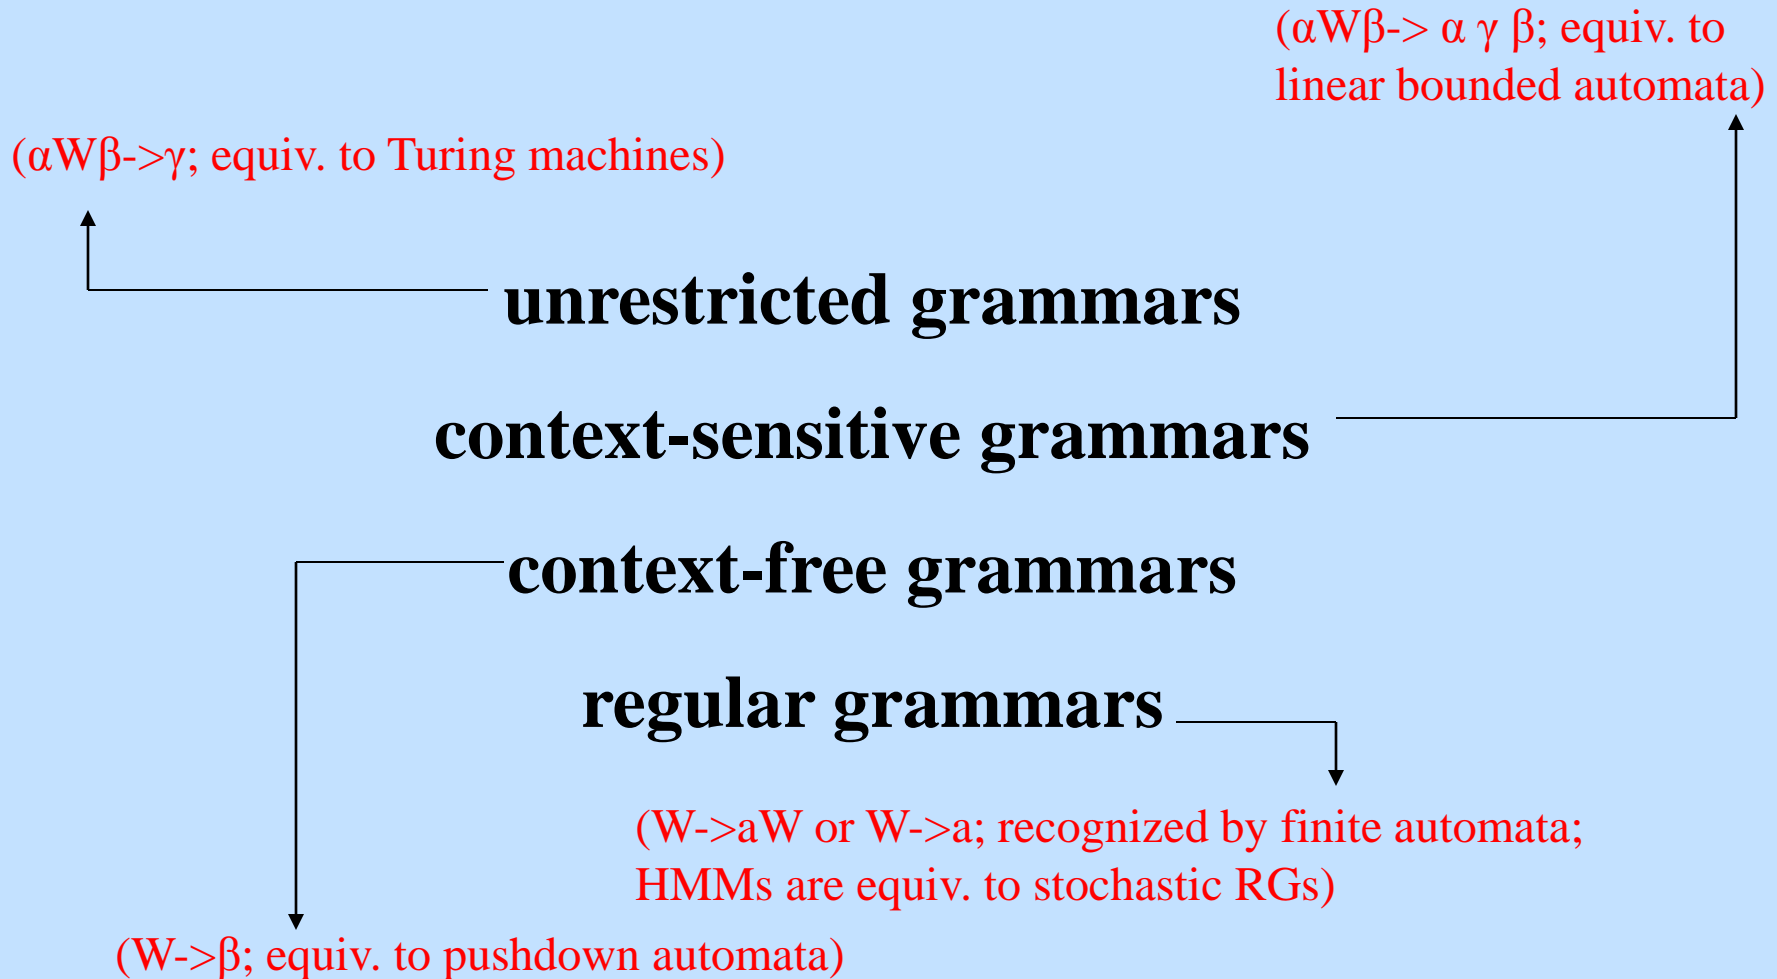 (αWβ-> α γ β; equiv. to
linear bounded automata)
(αWβ->γ; equiv. to Turing machines)
unrestricted grammars
context-sensitive grammars
context-free grammars
regular grammars
(W->aW or W->a; recognized by finite automata;
HMMs are equiv. to stochastic RGs)
(W->β; equiv. to pushdown automata)